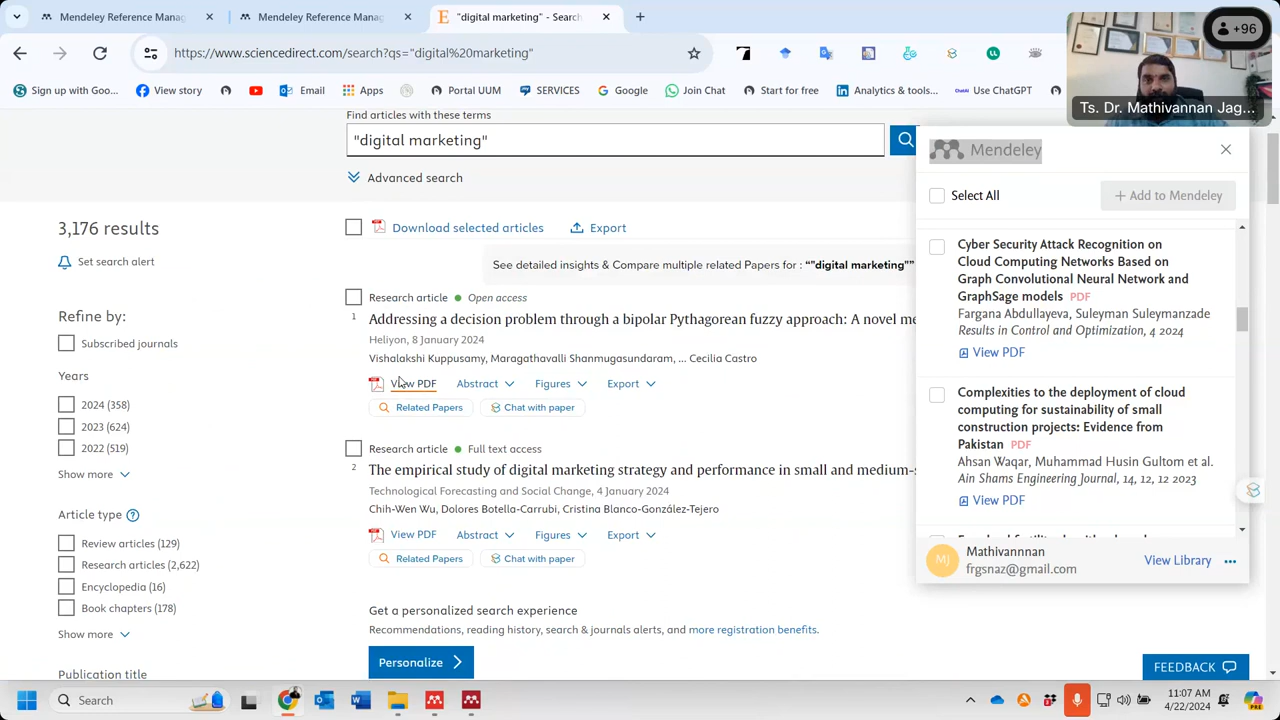 Mendeley Reference Manag
Mendeley Reference Manag
"digital marketing" - Search
https://www.sciencedirect.com/search?qs="digital%20marketing"
+96
Ts. Dr. Mathivannan Jag...
Sign up with Goo...
View story
Email
Apps
Portal UUM
SERVICES
Google
Join Chat
Start for free
Analytics & tools...
Use ChatGPT
Find articles with these terms
"digital marketing"
Advanced search
3,176 results
Set search alert
Refine by:
Subscribed journals
Years
2024 (358)
2023 (624)
2022 (519)
Show more
Article type
Review articles (129)
Research articles (2,622)
Encyclopedia (16)
Book chapters (178)
Show more
Publication title
Download selected articles
Export
See detailed insights & Compare multiple related Papers for : ""digital marketing""
Research article Open access
1
Addressing a decision problem through a bipolar Pythagorean fuzzy approach: A novel me
Heliyon, 8 January 2024
Vishalakshi Kuppusamy, Maragathavalli Shanmugasundaram, ... Cecilia Castro
View PDF Abstract Figures Export
Related Papers Chat with paper
Research article Full text access
2
The empirical study of digital marketing strategy and performance in small and medium-s
Technological Forecasting and Social Change, 4 January 2024
Chih-Wen Wu, Dolores Botella-Carrubi, Cristina Blanco-González-Tejero
View PDF Abstract Figures Export
Related Papers Chat with paper
Get a personalized search experience
Recommendations, reading history, search & journals alerts, and more registration benefits.
Personalize
Mendeley
Select All
+ Add to Mendeley
Cyber Security Attack Recognition on
Cloud Computing Networks Based on
Graph Convolutional Neural Network and
GraphSage models PDF
Fargana Abdullayeva, Suleyman Suleymanzade
Results in Control and Optimization, 4 2024
View PDF
Complexities to the deployment of cloud
computing for sustainability of small
construction projects: Evidence from
Pakistan PDF
Ahsan Waqar, Muhammad Husin Gultom et al.
Ain Shams Engineering Journal, 14, 12, 12 2023
View PDF
MJ
Mathivannnan
frgsnaz@gmail.com
View Library
FEEDBACK
Search
11:07 AM
4/22/2024